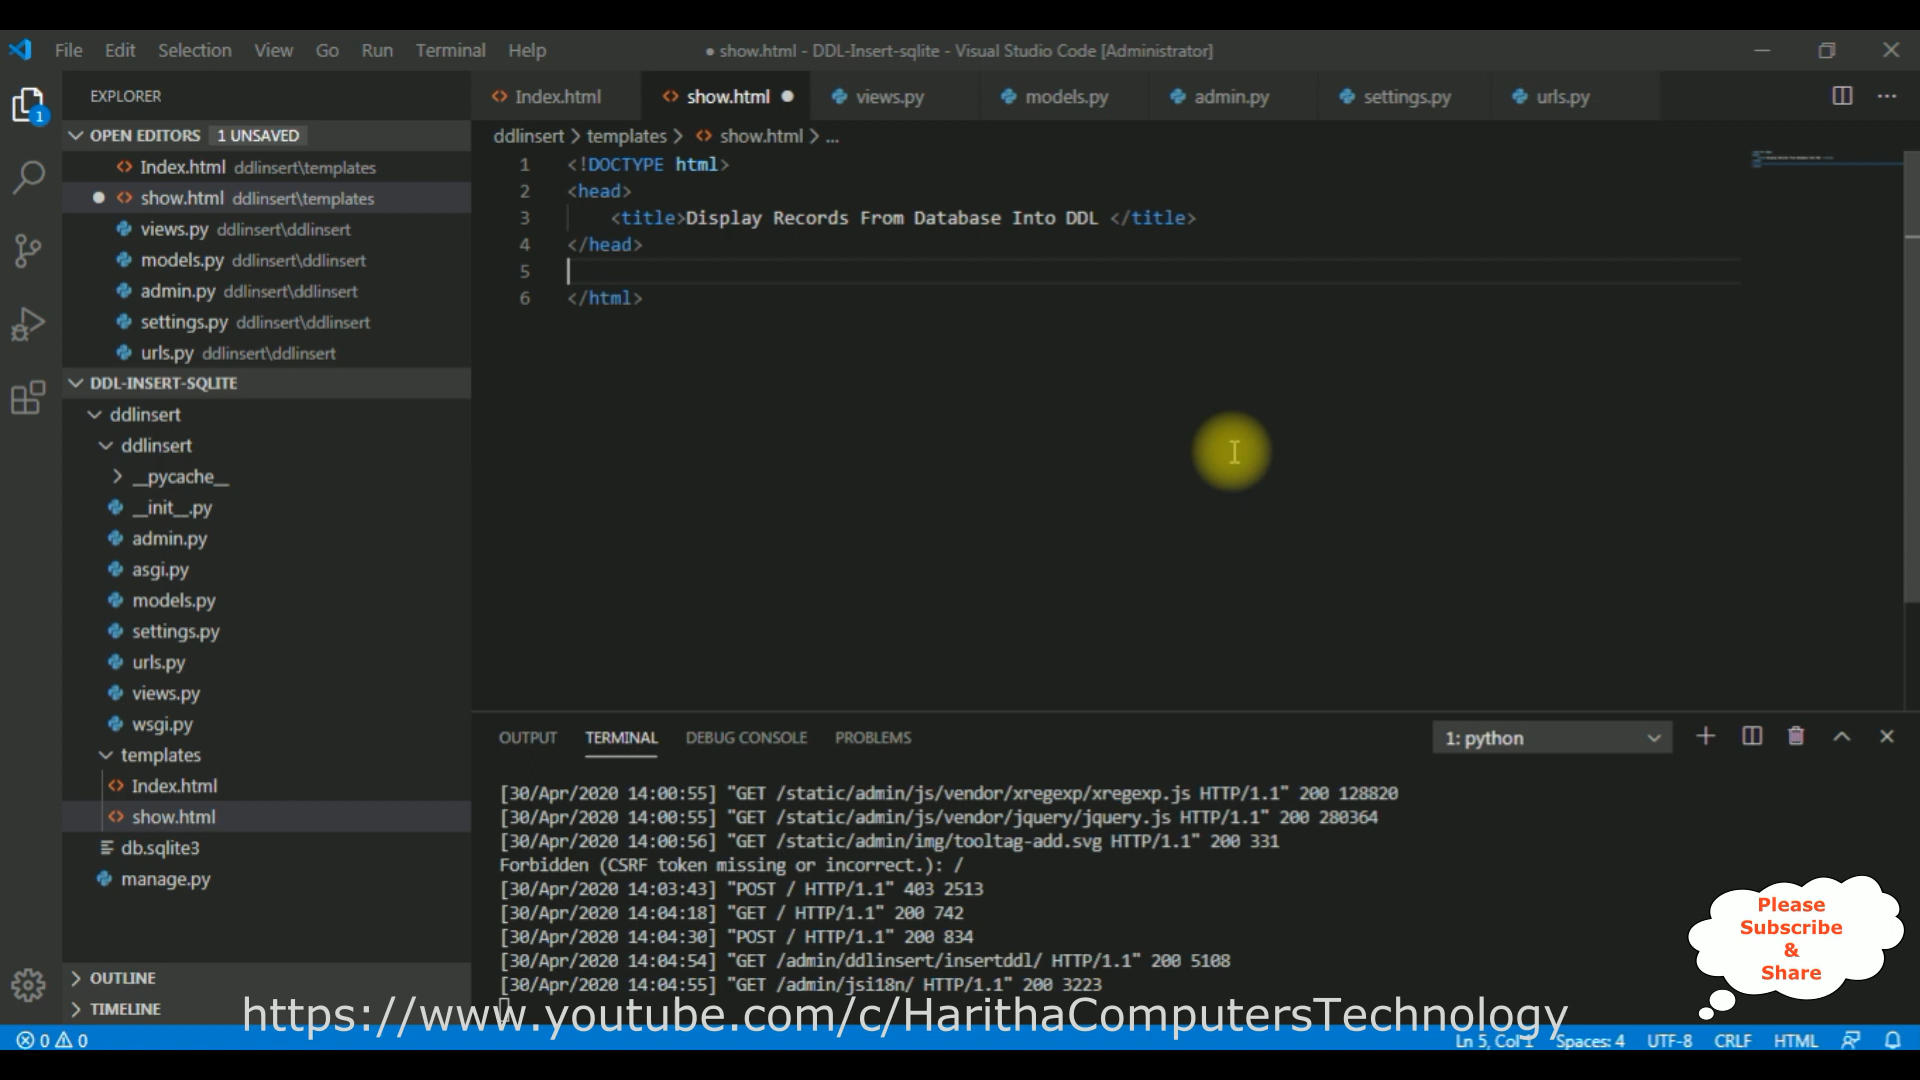 File Edit Selection View Go Run Terminal Help
● show.html - DDL-Insert-sqlite - Visual Studio Code [Administrator]
EXPLORER
OPEN EDITORS 1 UNSAVED
Index.html ddlinsert\templates
show.html ddlinsert\templates
views.py ddlinsert\ddlinsert
models.py ddlinsert\ddlinsert
admin.py ddlinsert\ddlinsert
settings.py ddlinsert\ddlinsert
urls.py ddlinsert\ddlinsert
DDL-INSERT-SQLITE
ddlinsert
ddlinsert
__pycache__
__init__.py
admin.py
asgi.py
models.py
settings.py
urls.py
views.py
wsgi.py
templates
Index.html
show.html
db.sqlite3
manage.py
OUTLINE
TIMELINE
1
Index.html show.html views.py models.py admin.py settings.py urls.py
ddlinsert > templates > show.html > ...
1 <!DOCTYPE html>
2 <head>
3 <title>Display Records From Database Into DDL </title>
4 </head>
5
6 </html>
OUTPUT TERMINAL DEBUG CONSOLE PROBLEMS
1: python
[30/Apr/2020 14:00:55] "GET /static/admin/js/vendor/xregexp/xregexp.js HTTP/1.1" 200 128820
[30/Apr/2020 14:00:55] "GET /static/admin/js/vendor/jquery/jquery.js HTTP/1.1" 200 280364
[30/Apr/2020 14:00:56] "GET /static/admin/img/tooltag-add.svg HTTP/1.1" 200 331
Forbidden (CSRF token missing or incorrect.): /
[30/Apr/2020 14:03:43] "POST / HTTP/1.1" 403 2513
[30/Apr/2020 14:04:18] "GET / HTTP/1.1" 200 742
[30/Apr/2020 14:04:30] "POST / HTTP/1.1" 200 834
[30/Apr/2020 14:04:54] "GET /admin/ddlinsert/insertddl/ HTTP/1.1" 200 5108
[30/Apr/2020 14:04:55] "GET /admin/jsi18n/ HTTP/1.1" 200 3223
Please
Subscribe
&
Share
https://www.youtube.com/c/HarithaComputersTechnology
0 0
Ln 5, Col 1 Spaces: 4 UTF-8 CRLF HTML